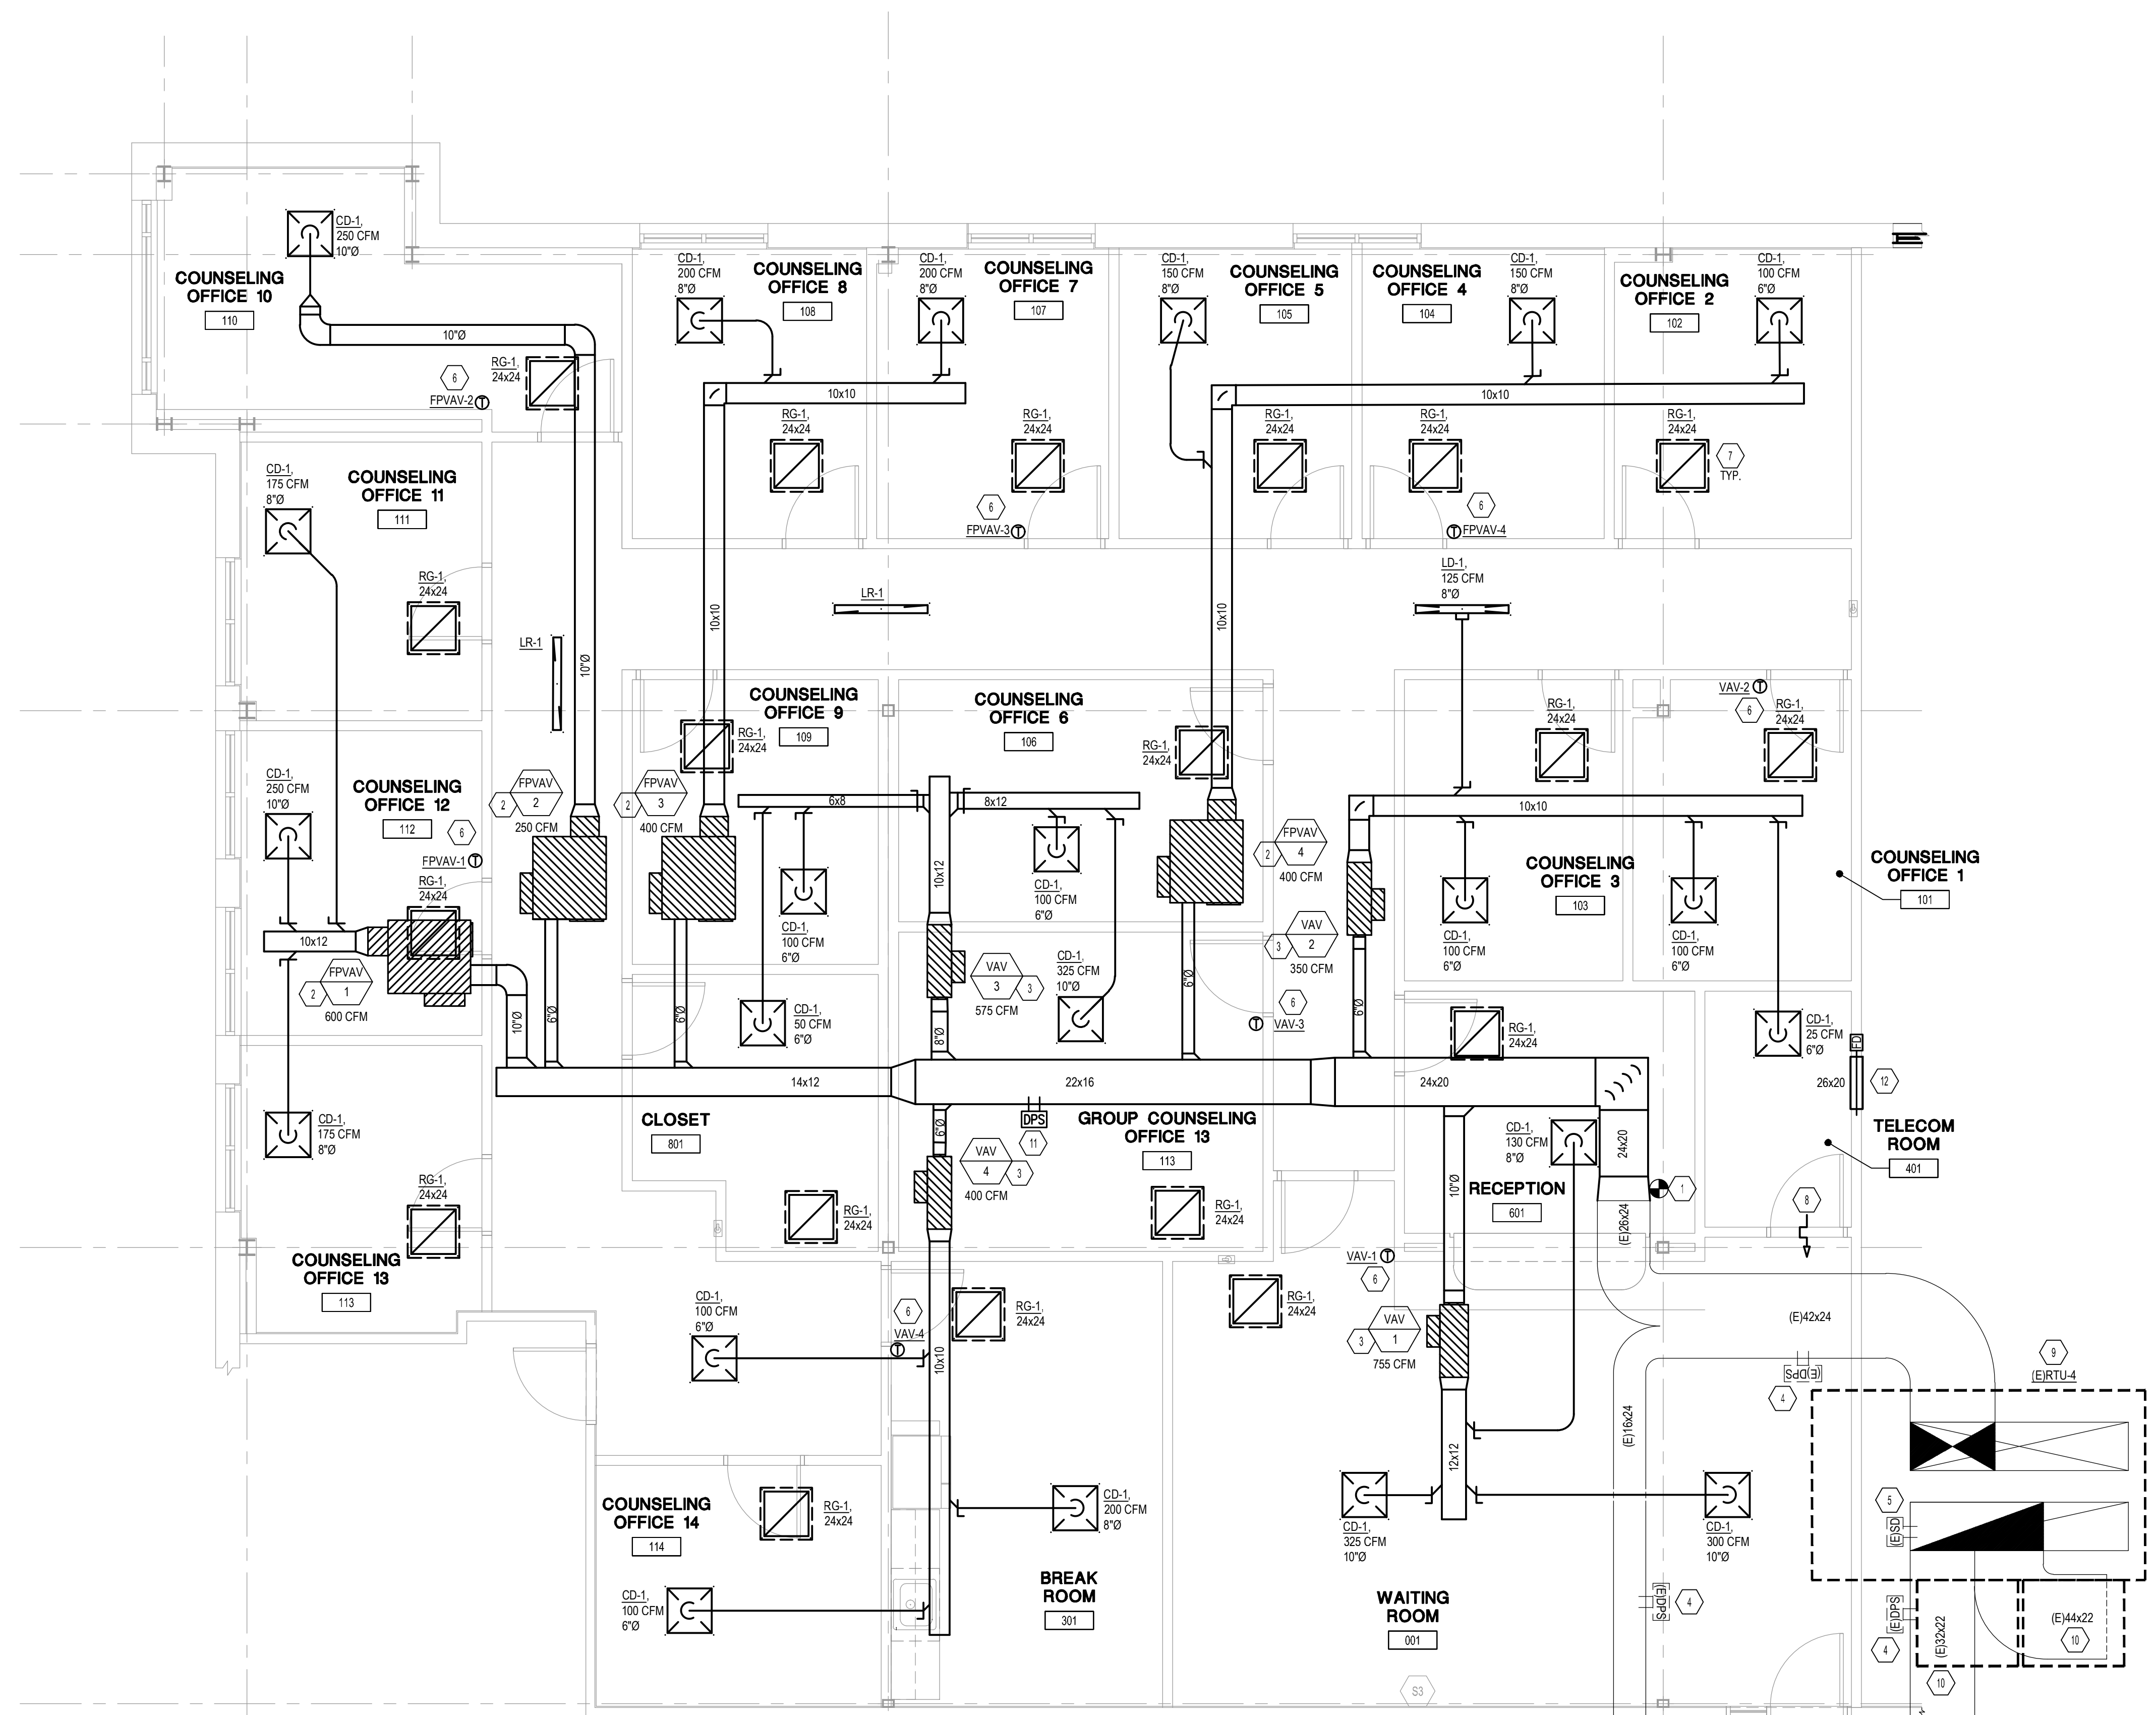 CD-1,
250 CFM
10"Ø
COUNSELING
OFFICE 10
110
10"Ø
RG-1,
24x24
6
FPVAV-2
T
CD-1,
200 CFM
8"Ø
COUNSELING
OFFICE 8
108
CD-1,
200 CFM
8"Ø
COUNSELING
OFFICE 7
107
CD-1,
150 CFM
8"Ø
COUNSELING
OFFICE 5
105
COUNSELING
OFFICE 4
104
CD-1,
150 CFM
8"Ø
COUNSELING
OFFICE 2
102
CD-1,
100 CFM
6"Ø
10x10
10x10
RG-1,
24x24
RG-1,
24x24
RG-1,
24x24
RG-1,
24x24
RG-1,
24x24
7
TYP.
6
FPVAV-3
T
6
T
FPVAV-4
CD-1,
175 CFM
8"Ø
COUNSELING
OFFICE 11
111
RG-1,
24x24
LR-1
10"Ø
10x10
LR-1
10x10
LD-1,
125 CFM
8"Ø
COUNSELING
OFFICE 9
109
RG-1,
24x24
COUNSELING
OFFICE 6
106
RG-1,
24x24
RG-1,
24x24
VAV-2
T
6
RG-1,
24x24
CD-1,
250 CFM
10"Ø
COUNSELING
OFFICE 12
112
6
FPVAV-1
T
RG-1,
24x24
10x12
FPVAV
1
2
600 CFM
FPVAV
2
2
250 CFM
FPVAV
3
2
400 CFM
6x8
8x12
10x12
CD-1,
100 CFM
6"Ø
CD-1,
100 CFM
6"Ø
FPVAV
4
2
400 CFM
10x10
COUNSELING
OFFICE 3
103
COUNSELING
OFFICE 1
101
CD-1,
100 CFM
6"Ø
CD-1,
100 CFM
6"Ø
VAV
2
3
350 CFM
VAV
3
3
575 CFM
CD-1,
325 CFM
10"Ø
CD-1,
50 CFM
6"Ø
10"Ø
6"Ø
6"Ø
8"Ø
6"Ø
6"Ø
6
T
VAV-3
RG-1,
24x24
CD-1,
25 CFM
6"Ø
FD
26x20
12
14x12
22x16
24x20
CD-1,
175 CFM
8"Ø
RG-1,
24x24
COUNSELING
OFFICE 13
113
CLOSET
801
6"Ø
DPS
11
GROUP COUNSELING
OFFICE 13
113
VAV
4
3
400 CFM
RG-1,
24x24
RG-1,
24x24
CD-1,
130 CFM
8"Ø
24x20
10"Ø
RECEPTION
601
1
(E)26x24
TELECOM
ROOM
401
8
VAV-1
T
6
CD-1,
100 CFM
6"Ø
6
VAV-4
T
RG-1,
24x24
RG-1,
24x24
10x10
VAV
1
3
755 CFM
(E)42x24
(E)DPS
4
9
(E)RTU-4
(E)16x24
12x12
COUNSELING
OFFICE 14
114
RG-1,
24x24
CD-1,
200 CFM
8"Ø
CD-1,
325 CFM
10"Ø
CD-1,
300 CFM
10"Ø
5
(E)SD
CD-1,
100 CFM
6"Ø
BREAK
ROOM
301
WAITING
ROOM
001
(E)DPS
4
(E)DPS
4
(E)32x22
10
(E)44x22
10
S3